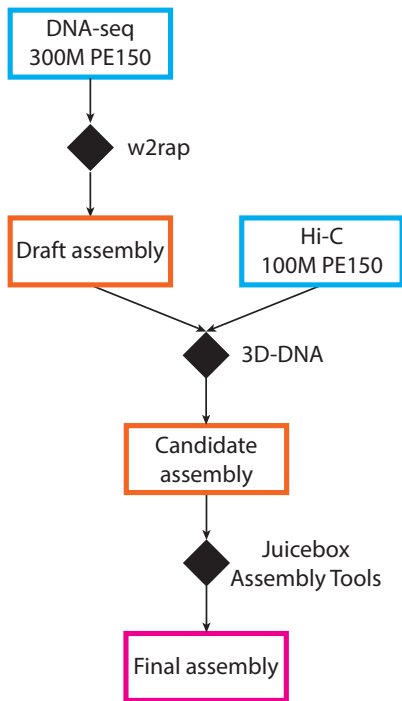 DNA-seq
300M PE150
w2rap
Draft assembly
Hi-C
100M PE150
3D-DNA
Candidate
assembly
Juicebox
Assembly Tools
Final assembly